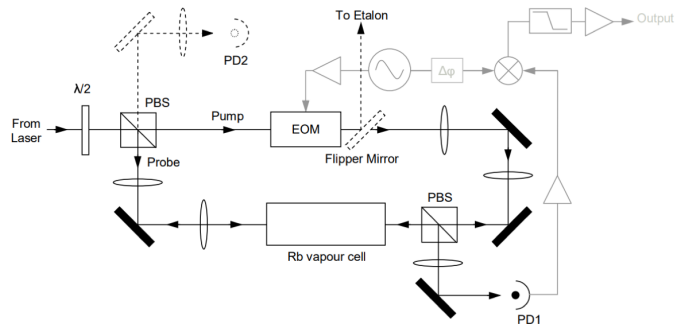 To Etalon
Output
PD2
λ/2
PBS
Δφ
From
Laser
Pump
EOM
Flipper Mirror
Probe
PBS
Rb vapour cell
PD1